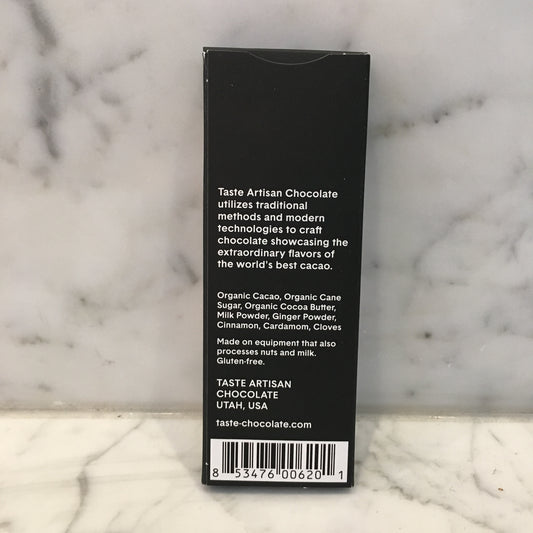 Taste Artisan Chocolate
utilizes traditional
methods and modern
technologies to craft
chocolate showcasing the
extraordinary flavors of
the world's best cacao.
Organic Cacao, Organic Cane
Sugar, Organic Cocoa Butter,
Milk Powder, Ginger Powder,
Cinnamon, Cardamom, Cloves
Made on equipment that also
processes nuts and milk.
Gluten-free.
TASTE ARTISAN
CHOCOLATE
UTAH, USA
taste-chocolate.com
8 53476 00620 1